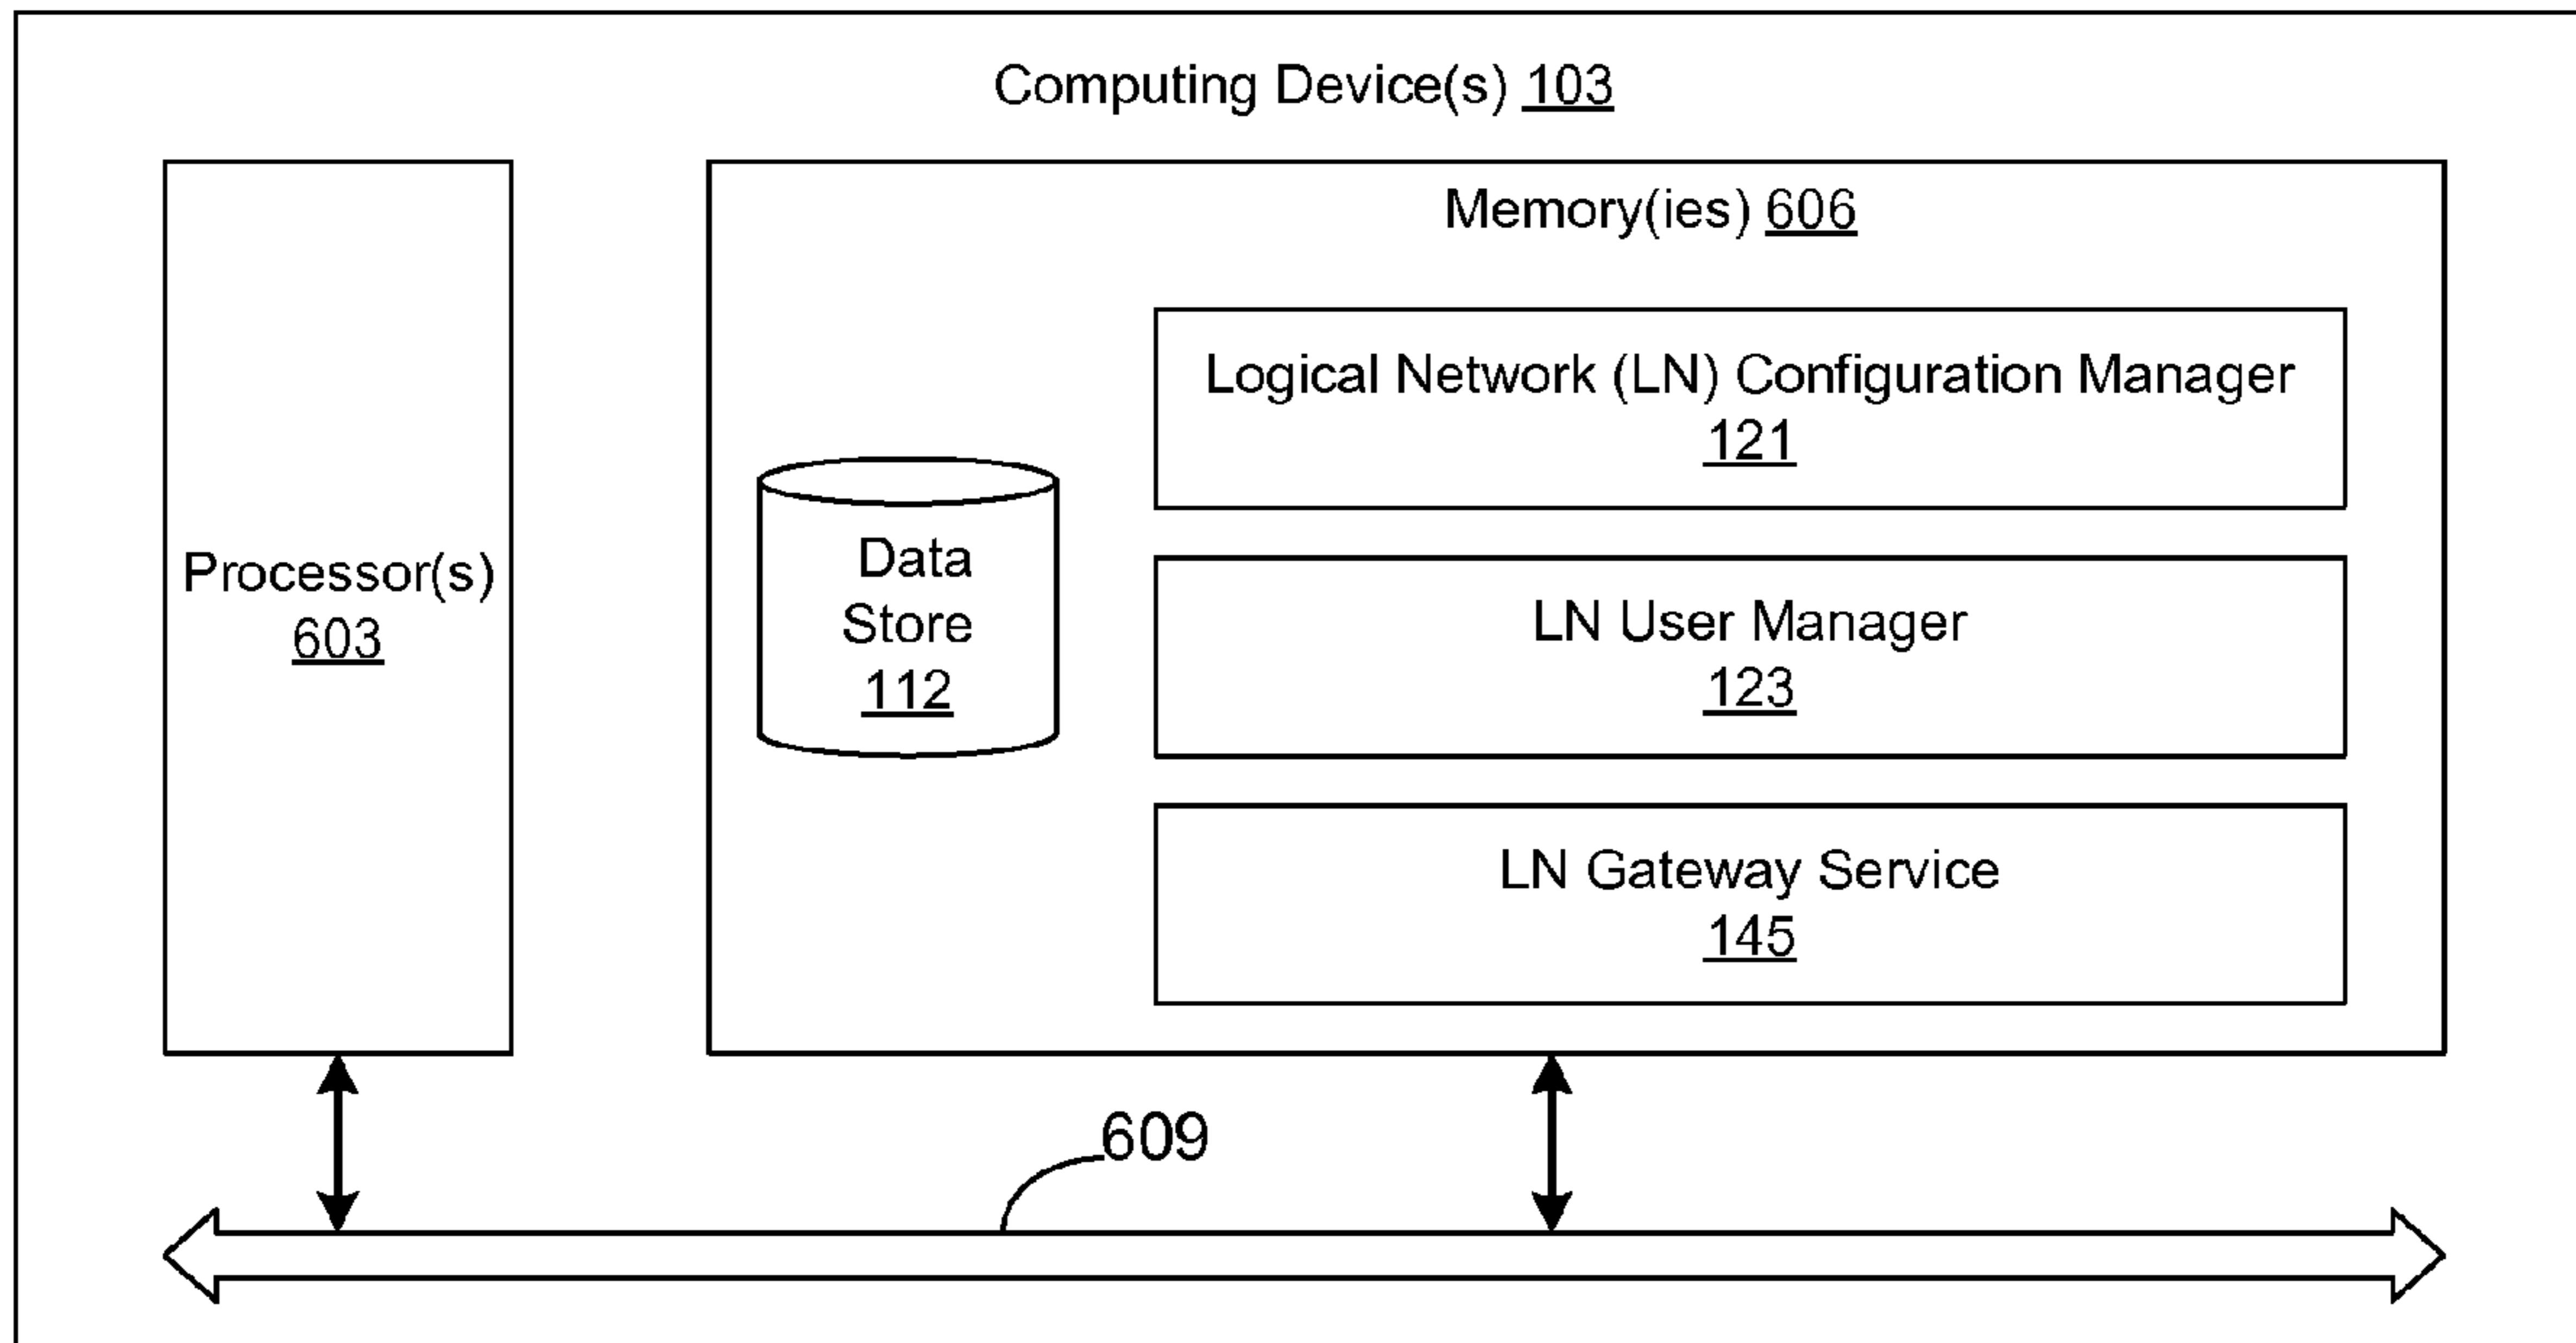 Computing Device(s) 103
Memory(ies) 606
Logical Network (LN) Configuration Manager
121
Data
Store
112
Processor(s)
603
LN User Manager
123
LN Gateway Service
145
609